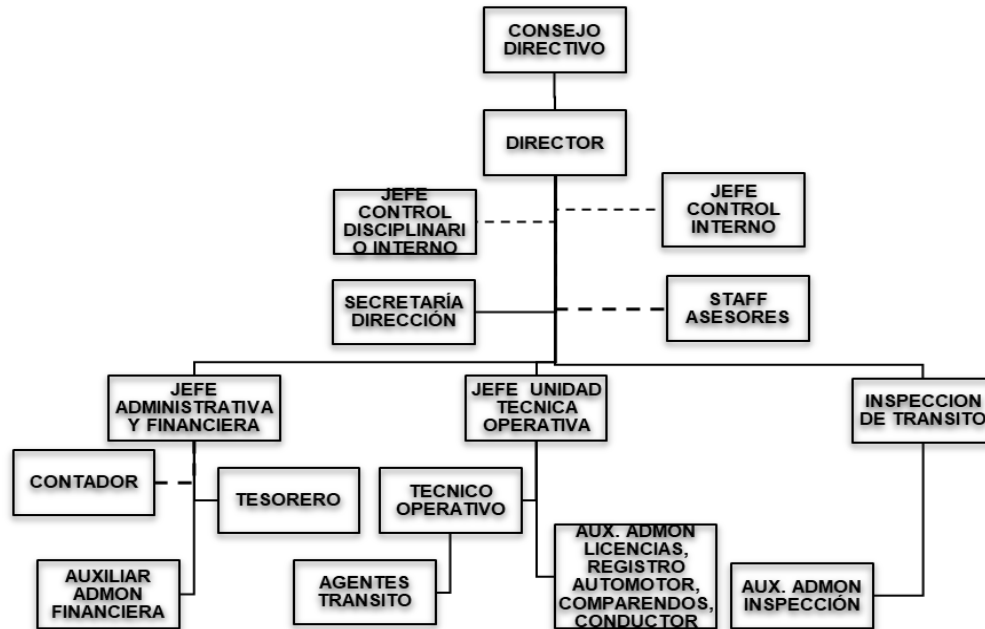 CONSEJO
DIRECTIVO
DIRECTOR
JEFE
CONTROL
DISCIPLINARI
O INTERNO
JEFE
CONTROL
INTERNO
SECRETARÍA
DIRECCIÓN
STAFF
ASESORES
JEFE
ADMINISTRATIVA
Y FINANCIERA
JEFE UNIDAD
TECNICA
OPERATIVA
INSPECCION
DE TRANSITO
CONTADOR
TESORERO
TECNICO
OPERATIVO
AUXILIAR
ADMON
FINANCIERA
AGENTES
TRANSITO
AUX. ADMON
LICENCIAS,
REGISTRO
AUTOMOTOR,
COMPARENDOS,
CONDUCTOR
AUX. ADMON
INSPECCIÓN